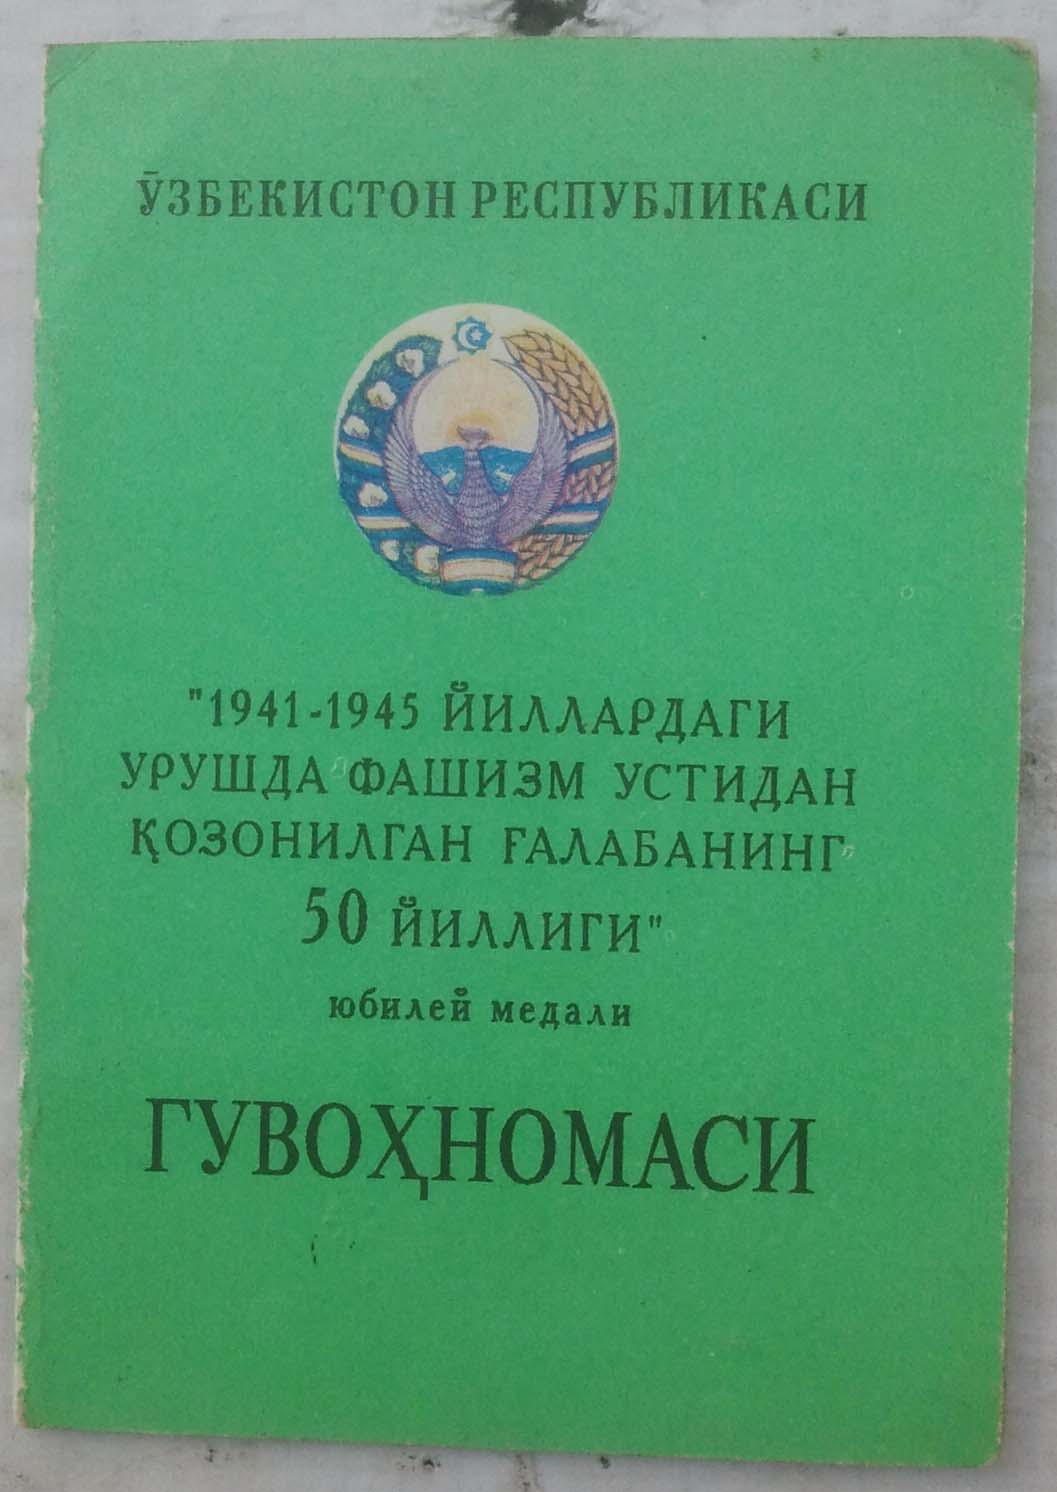 ЎЗБЕКИСТОН РЕСПУБЛИКАСИ
"1941-1945 ЙИЛЛАРДАГИ
УРУШДА ФАШИЗМ УСТИДАН
ҚОЗОНИЛГАН ҒАЛАБАНИНГ
50 ЙИЛЛИГИ"
юбилей медали
ГУВОҲНОМАСИ